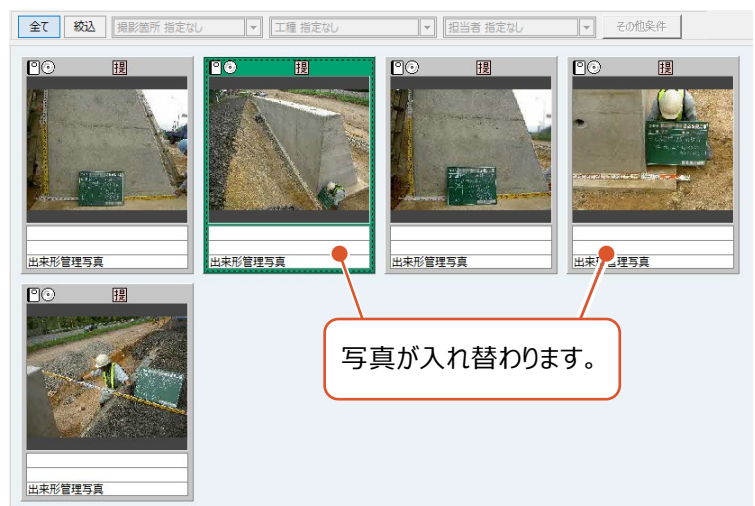 全て 絞込 撮影箇所 指定なし 工種 指定なし 担当者 指定なし その他条件
提 提 提 提
出来形管理写真 出来形管理写真 出来形管理写真 出来形管理写真
提
写真が入れ替わります。
出来形管理写真